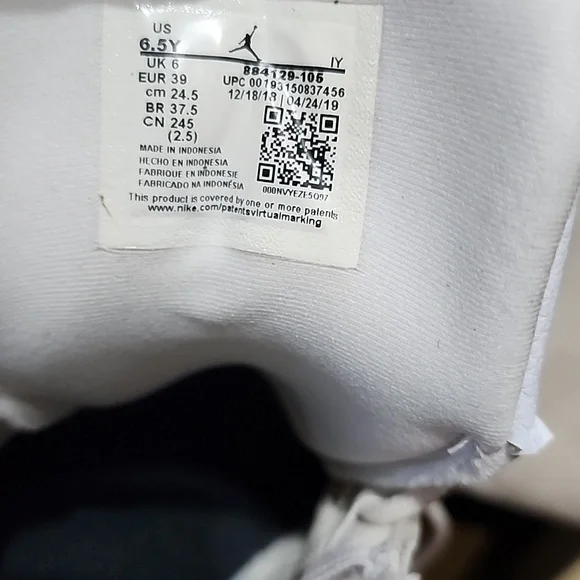 US
6.5Y IY
UK 6 884129-105
EUR 39 UPC 00193150837456
cm 24.5 12/18/18 | 04/24/19
BR 37.5
CN 245
(2.5)
MADE IN INDONESIA
HECHO EN INDONESIA
FABRIQUE EN INDONESIE
FABRICADO NA INDONÉSIA
000NVYEZE5O97
This product is covered by one or more patents
www.nike.com/patentsvirtualmarking